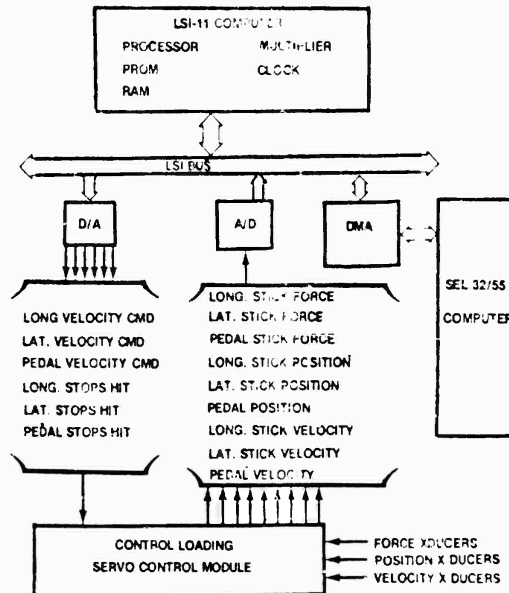 LSI-11 COMPUTER
PROCESSOR MULTIPLIER
PROM CLOCK
RAM
LSI BUS
D/A
A/D
DMA
SEL 32/55
COMPUTER
LONG VELOCITY CMD
LAT. VELOCITY CMD
PEDAL VELOCITY CMD
LONG. STOPS HIT
LAT. STOPS HIT
PEDAL STOPS HIT
LONG. STICK FORCE
LAT. STICK FORCE
PEDAL STICK FORCE
LONG. STICK POSITION
LAT. STICK POSITION
PEDAL POSITION
LONG STICK VELOCITY
LAT. STICK VELOCITY
PEDAL VELOCITY
CONTROL LOADING
SERVO CONTROL MODULE
FORCE XDUCERS
POSITION X DUCERS
VELOCITY X DUCERS